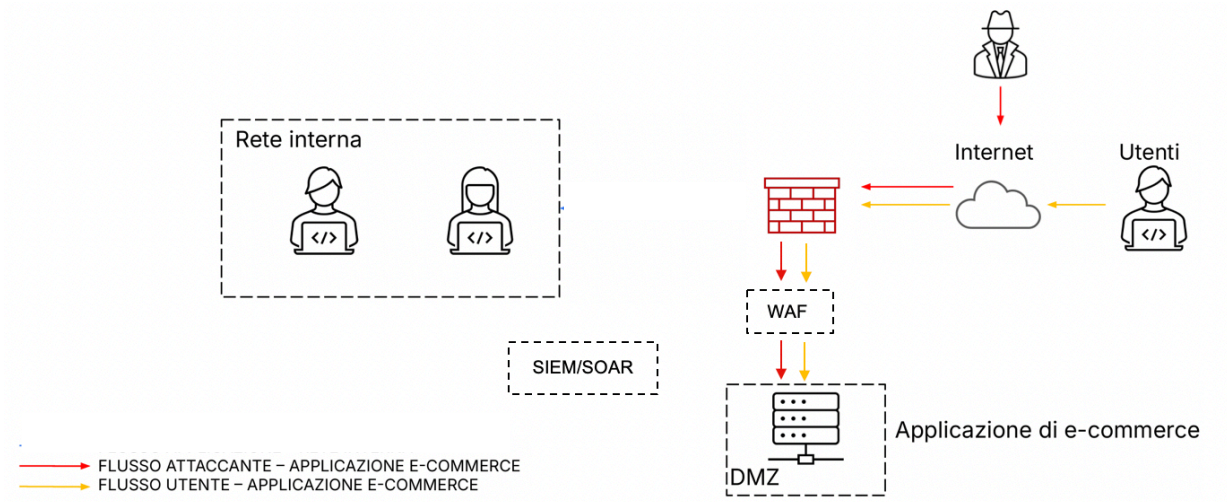 Rete interna
Internet
Utenti
</>
</>
</>
WAF
SIEM/SOAR
Applicazione di e-commerce
DMZ
FLUSSO ATTACCANTE – APPLICAZIONE E-COMMERCE
FLUSSO UTENTE – APPLICAZIONE E-COMMERCE